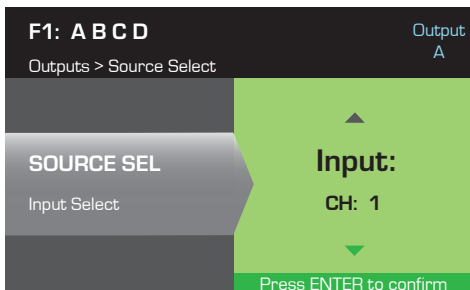 F1: A B C D
Outputs > Source Select
Output
A
SOURCE SEL
Input Select
Input:
CH: 1
Press ENTER to confirm